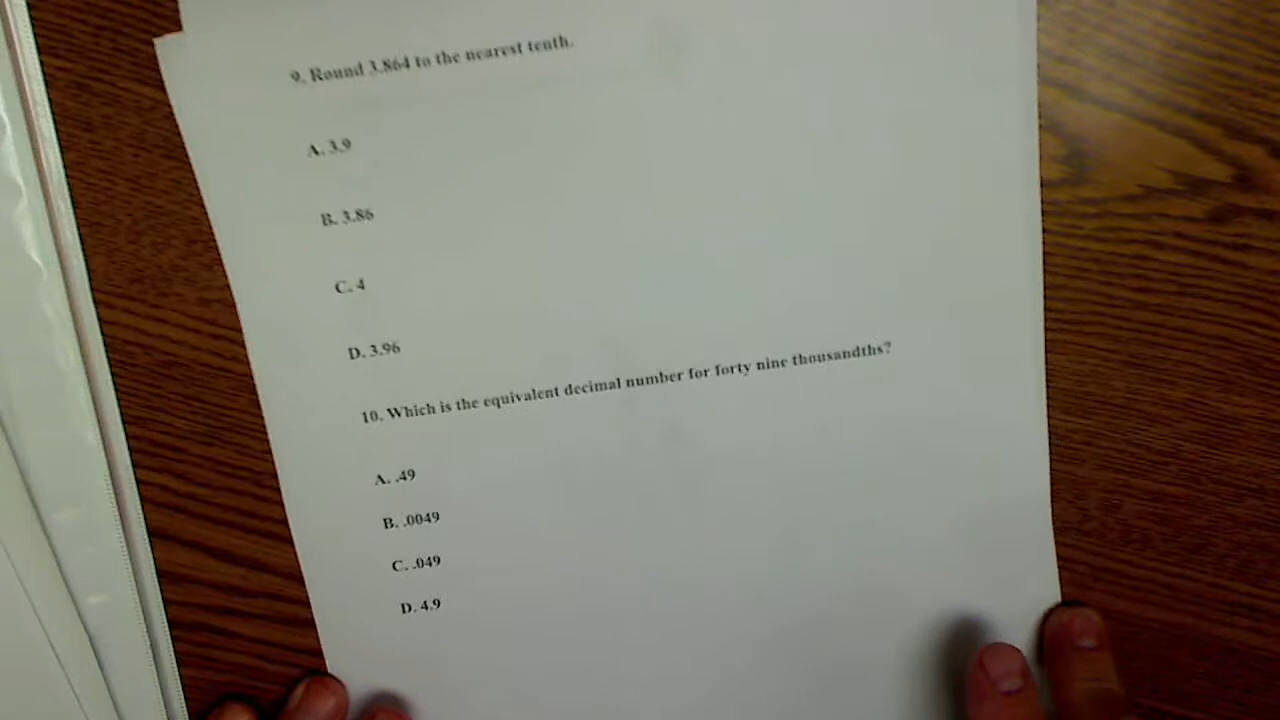 9. Round 3.864 to the nearest tenth.
A. 3.9
B. 3.86
C. 4
D. 3.96
10. Which is the equivalent decimal number for forty nine thousandths?
A. .49
B. .0049
C. .049
D. 4.9